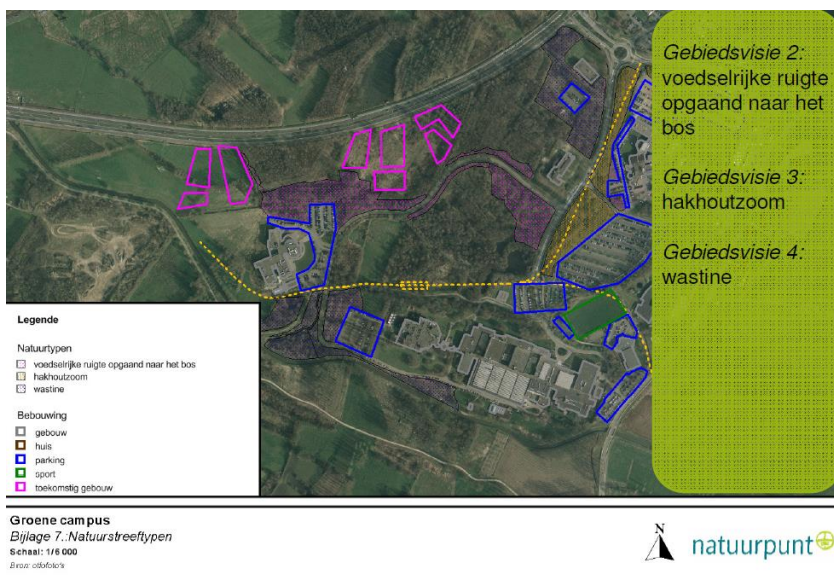 Gebiedsvisie 2:
voedselrijke ruigte
opgaand naar het
bos
Gebiedsvisie 3:
hakhoutzoom
Gebiedsvisie 4:
wastine
Legende
Natuurtypen
voedselrijke ruigte opgaand naar het bos
hakhoutzoom
wastine
Bebouwing
gebouw
huis
parking
sport
toekomstig gebouw
Groene campus
Bijlage 7.:Natuurstreeftypen
Schaal: 1/6 000
Bron: otofoto's
N
natuurpunt